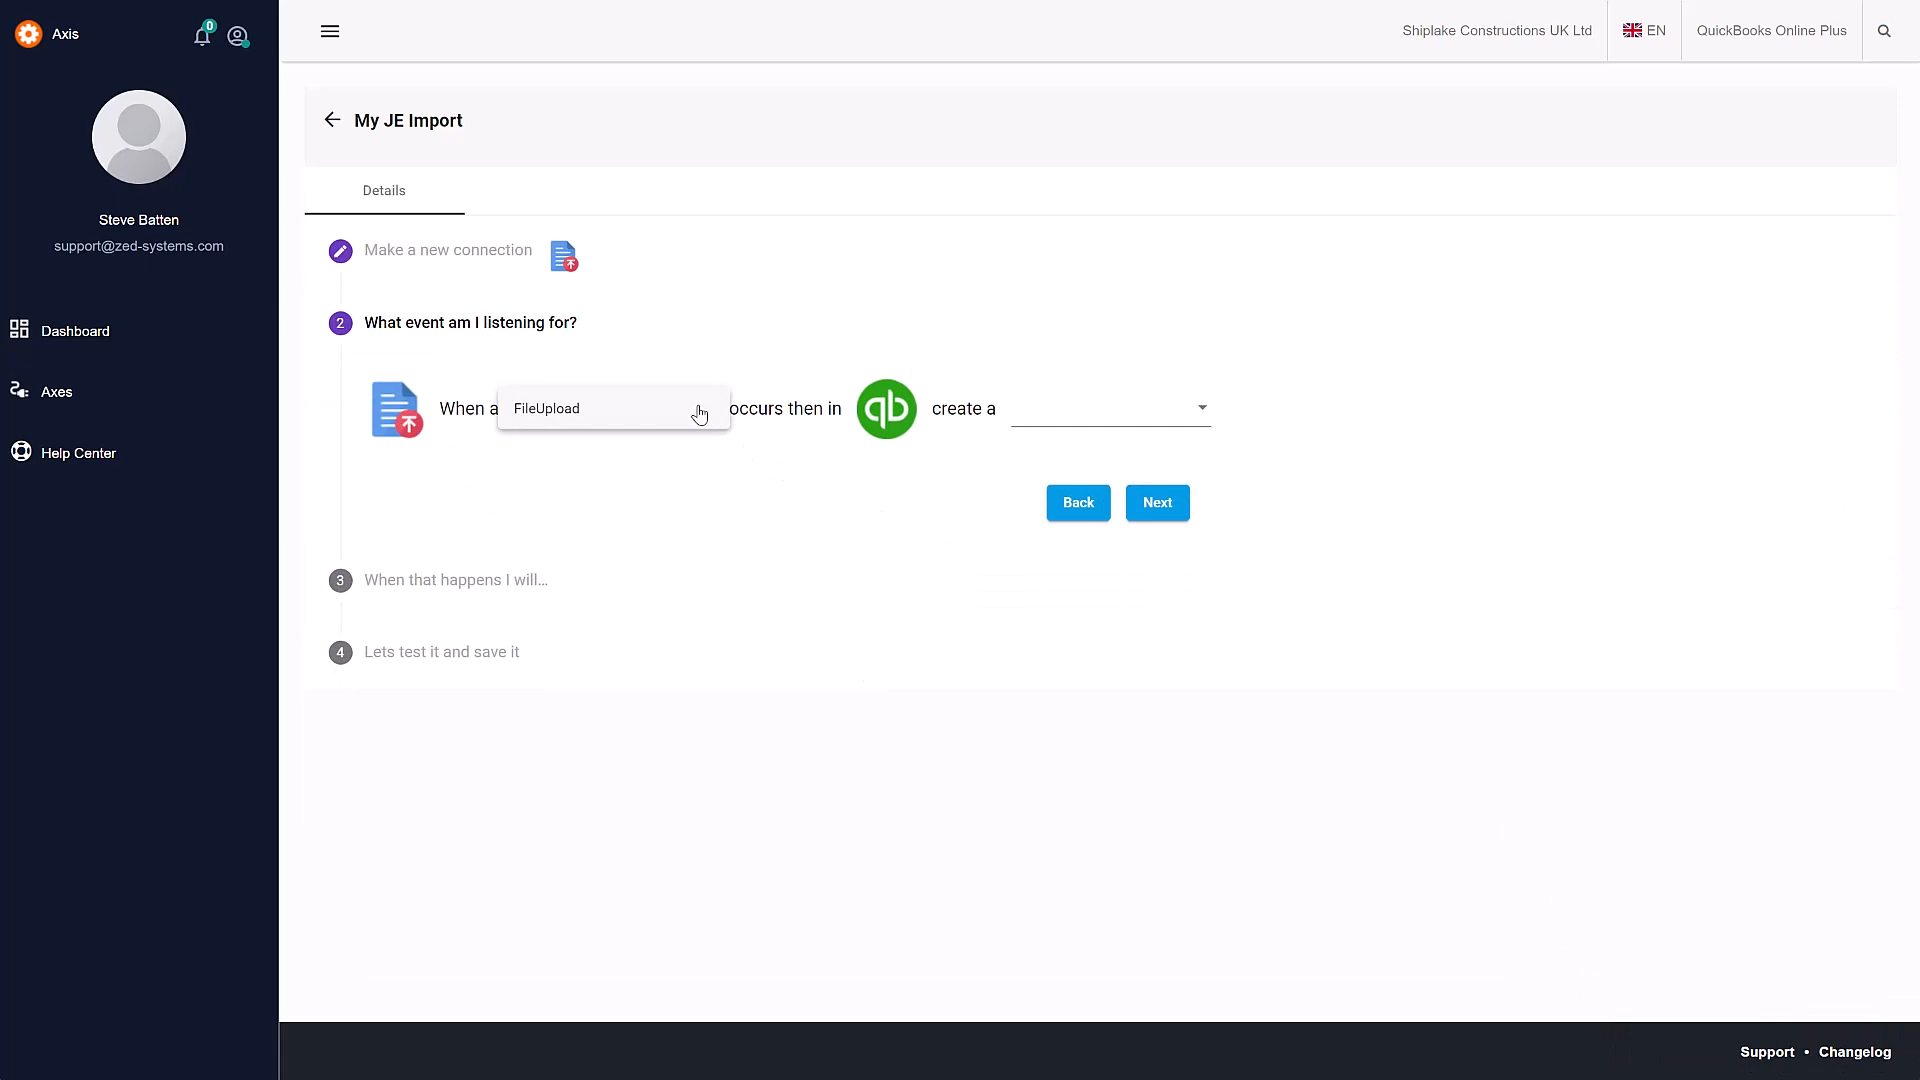 Axis
0
Shiplake Constructions UK Ltd
EN
QuickBooks Online Plus
Steve Batten
support@zed-systems.com
Dashboard
Axes
Help Center
My JE Import
Details
Make a new connection
2 What event am I listening for?
When a FileUpload occurs then in qb create a
Back Next
3 When that happens I will...
4 Lets test it and save it
Support • Changelog